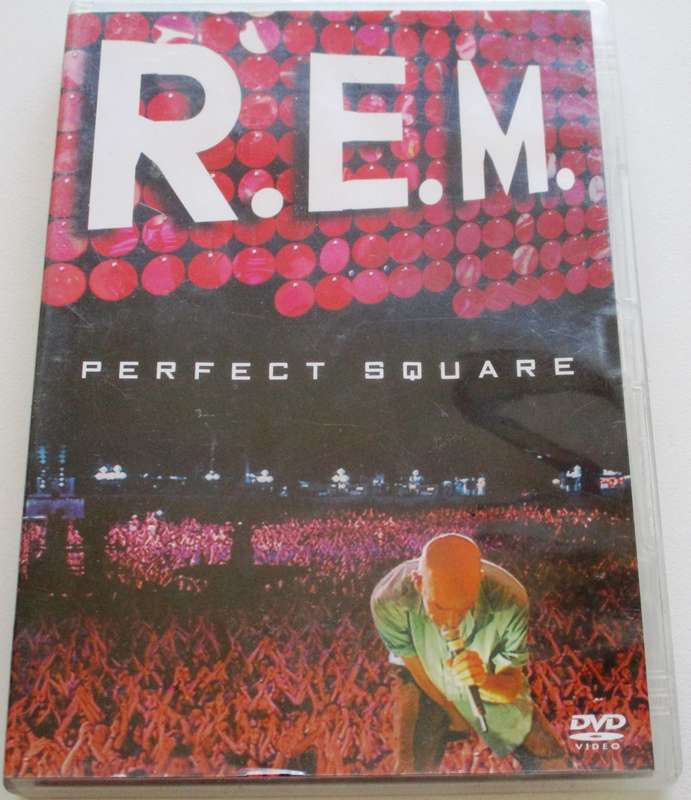 R.E.M.
PERFECT SQUARE
DVD
VIDEO